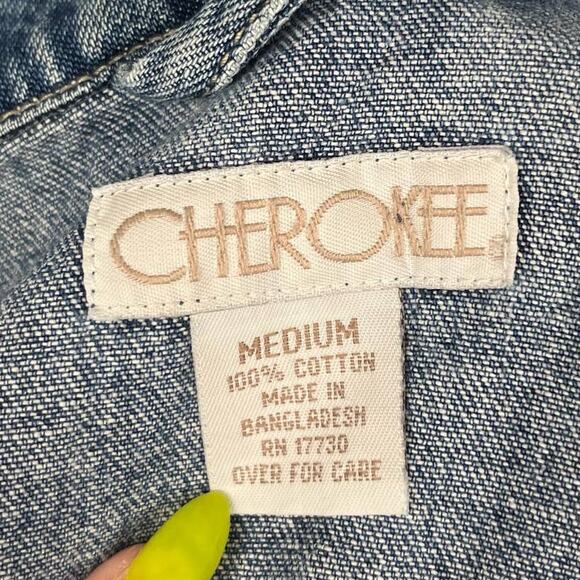 CHEROKEE
MEDIUM
100% COTTON
MADE IN
BANGLADESH
RN 17730
OVER FOR CARE